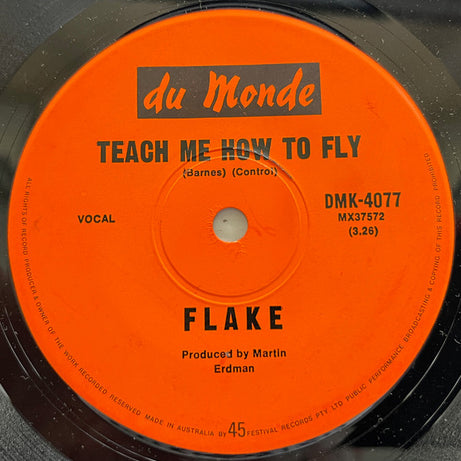 du Monde
TEACH ME HOW TO FLY
(Barnes) (Control)
VOCAL
DMK-4077
MX37572
(3.26)
FLAKE
Produced by Martin
Erdman
ALL RIGHTS OF RECORD PRODUCER & OWNER OF THE WORK RECORDED RESERVED MADE IN AUSTRALIA BY 45 FESTIVAL RECORDS PTY LTD PUBLIC PERFORMANCE BROADCASTING & COPYING OF THIS RECORD PROHIBITED